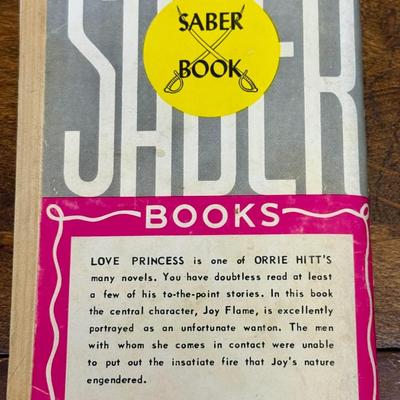 SABER
BOOK
SABER
BOOKS
LOVE PRINCESS is one of ORRIE HITT'S
many novels. You have doubtless read at least
a few of his to-the-point stories. In this book
the central character, Joy Flame, is excellently
portrayed as an unfortunate wanton. The men
with whom she comes in contact were unable
to put out the insatiate fire that Joy's nature
engendered.